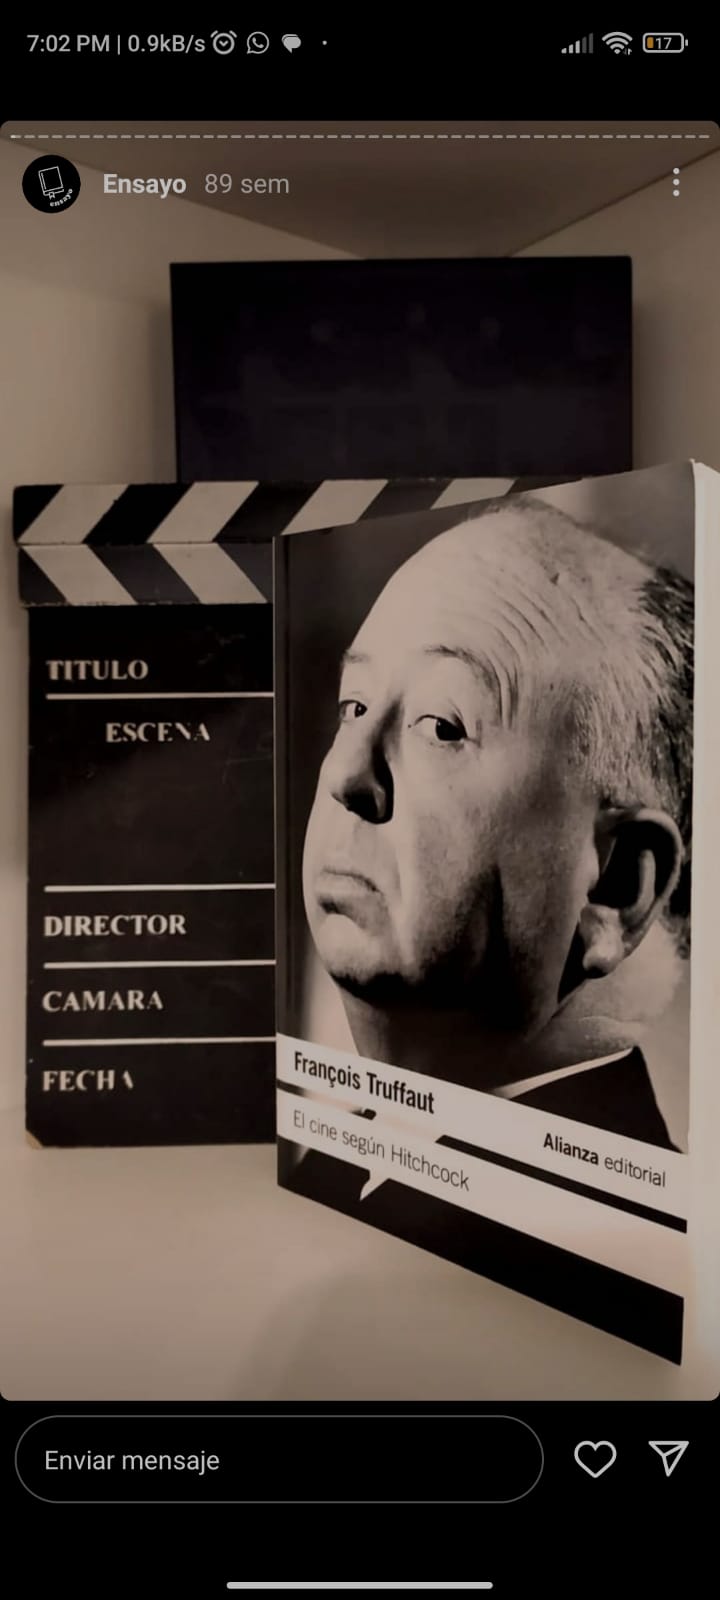 7:02 PM | 0.9kB/s
17
Ensayo 89 sem
ensayo
TITULO
ESCENA
DIRECTOR
CAMARA
FECHA
François Truffaut
Alianza editorial
El cine según Hitchcock
Enviar mensaje